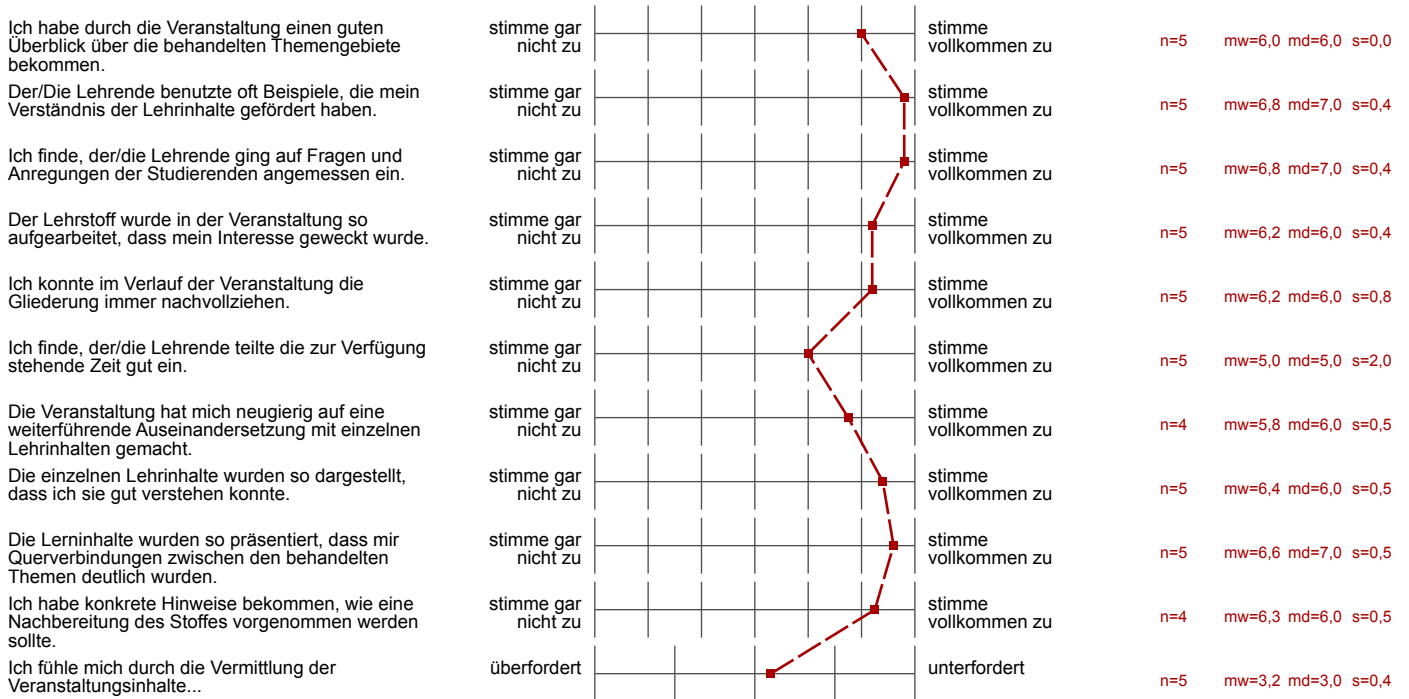 Ich habe durch die Veranstaltung einen guten
Überblick über die behandelten Themengebiete
bekommen.
stimme gar
nicht zu
stimme
vollkommen zu
n=5 mw=6,0 md=6,0 s=0,0
Der/Die Lehrende benutzte oft Beispiele, die mein
Verständnis der Lehrinhalte gefördert haben.
stimme gar
nicht zu
stimme
vollkommen zu
n=5 mw=6,8 md=7,0 s=0,4
Ich finde, der/die Lehrende ging auf Fragen und
Anregungen der Studierenden angemessen ein.
stimme gar
nicht zu
stimme
vollkommen zu
n=5 mw=6,8 md=7,0 s=0,4
Der Lehrstoff wurde in der Veranstaltung so
aufgearbeitet, dass mein Interesse geweckt wurde.
stimme gar
nicht zu
stimme
vollkommen zu
n=5 mw=6,2 md=6,0 s=0,4
Ich konnte im Verlauf der Veranstaltung die
Gliederung immer nachvollziehen.
stimme gar
nicht zu
stimme
vollkommen zu
n=5 mw=6,2 md=6,0 s=0,8
Ich finde, der/die Lehrende teilte die zur Verfügung
stehende Zeit gut ein.
stimme gar
nicht zu
stimme
vollkommen zu
n=5 mw=5,0 md=5,0 s=2,0
Die Veranstaltung hat mich neugierig auf eine
weiterführende Auseinandersetzung mit einzelnen
Lehrinhalten gemacht.
stimme gar
nicht zu
stimme
vollkommen zu
n=4 mw=5,8 md=6,0 s=0,5
Die einzelnen Lehrinhalte wurden so dargestellt,
dass ich sie gut verstehen konnte.
stimme gar
nicht zu
stimme
vollkommen zu
n=5 mw=6,4 md=6,0 s=0,5
Die Lerninhalte wurden so präsentiert, dass mir
Querverbindungen zwischen den behandelten
Themen deutlich wurden.
stimme gar
nicht zu
stimme
vollkommen zu
n=5 mw=6,6 md=7,0 s=0,5
Ich habe konkrete Hinweise bekommen, wie eine
Nachbereitung des Stoffes vorgenommen werden
sollte.
stimme gar
nicht zu
stimme
vollkommen zu
n=4 mw=6,3 md=6,0 s=0,5
Ich fühle mich durch die Vermittlung der
Veranstaltungsinhalte...
überfordert
unterfordert
n=5 mw=3,2 md=3,0 s=0,4